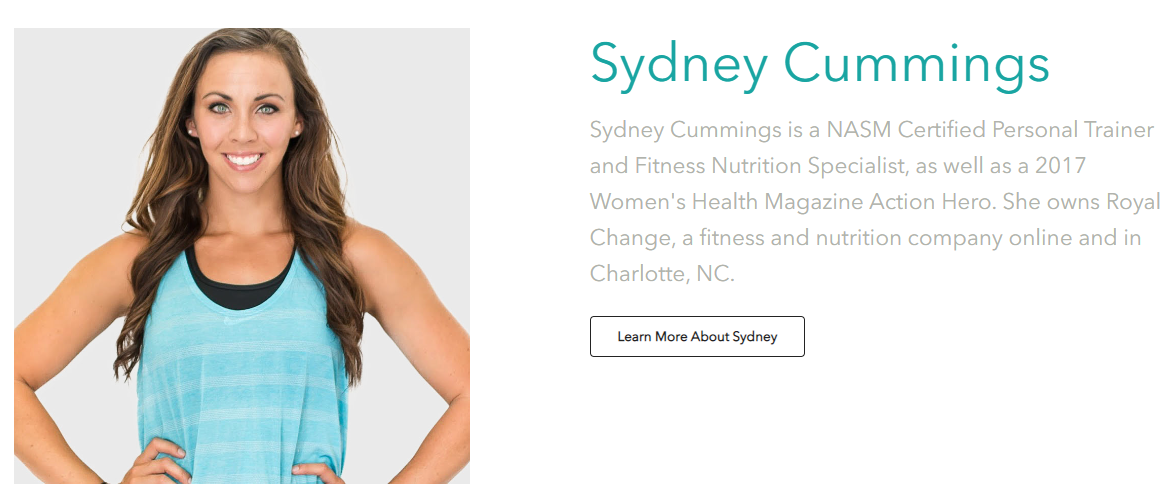 Sydney Cummings
Sydney Cummings is a NASM Certified Personal Trainer
and Fitness Nutrition Specialist, as well as a 2017
Women's Health Magazine Action Hero. She owns Royal
Change, a fitness and nutrition company online and in
Charlotte, NC.
Learn More About Sydney